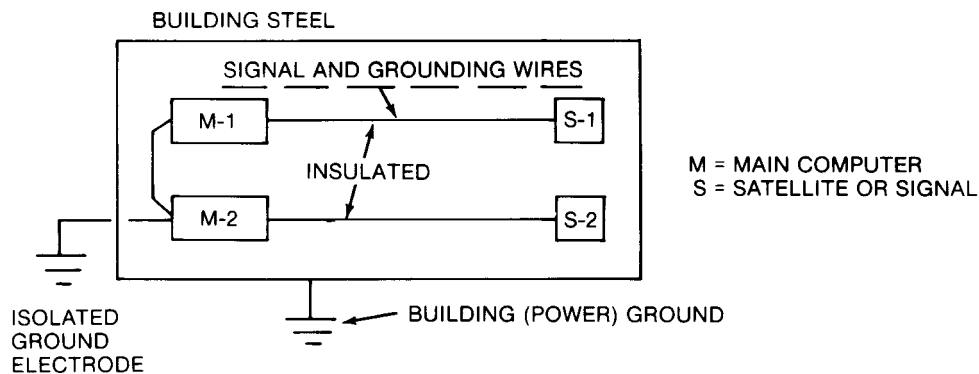 BUILDING STEEL
SIGNAL AND GROUNDING WIRES
M-1
S-1
INSULATED
M = MAIN COMPUTER
S = SATELLITE OR SIGNAL
M-2
S-2
ISOLATED
GROUND
ELECTRODE
BUILDING (POWER) GROUND